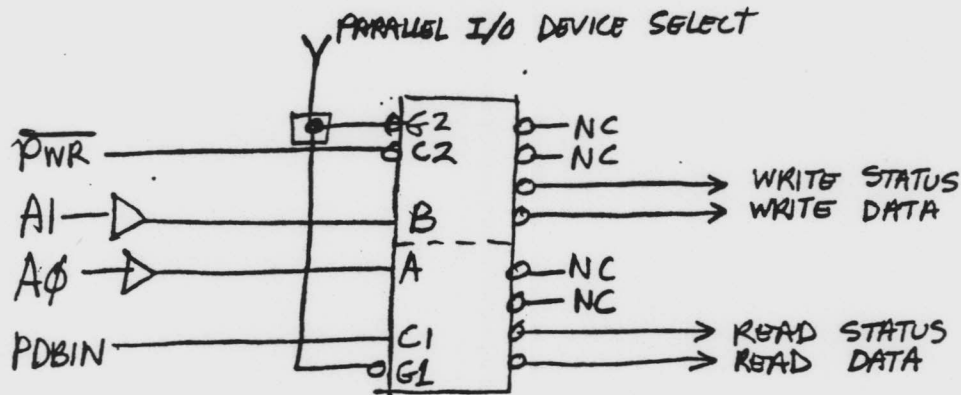 PARALLEL I/O DEVICE SELECT
G2 NC
PWR C2 NC
WRITE STATUS
A1 B WRITE DATA
AØ A NC
NC
PDBIN C1 READ STATUS
G1 READ DATA